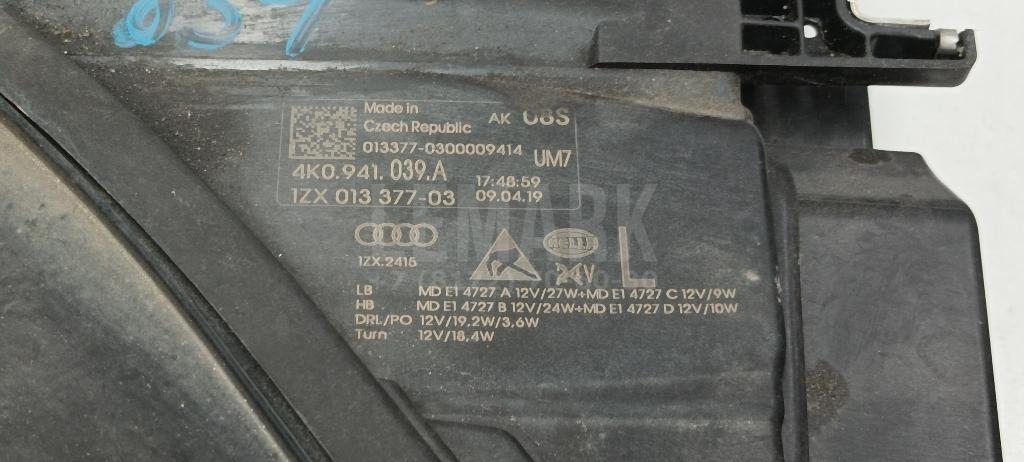 Made in
Czech Republic
AK 08S
013377-0300009414
UM7
4K0.941.039.A
17:48:59
1ZX 013 377-03
09.04.19
1ZX.2415
HELLA
24V
L
LB MD E1 4727 A 12V/27W+MD E1 4727 C 12V/9W
HB MD E1 4727 B 12V/24W+MD E1 4727 D 12V/10W
DRL/PO 12V/19,2W/3,6W
Turn 12V/18,4W